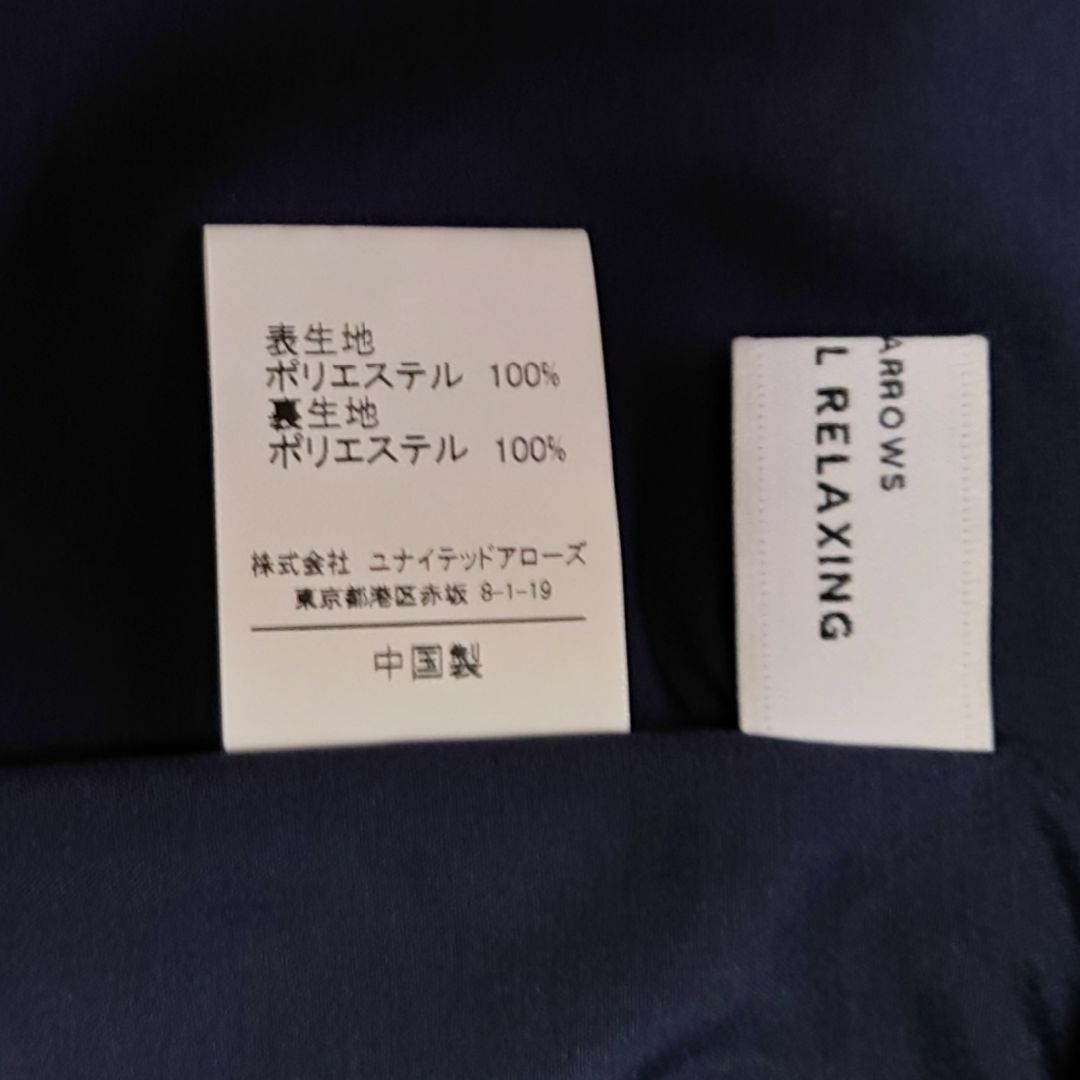 表生地
ポリエステル 100%
裏生地
ポリエステル 100%
株式会社 ユナイテッドアローズ
東京都港区赤坂 8-1-19
中国製
ARROWS
L RELAXING